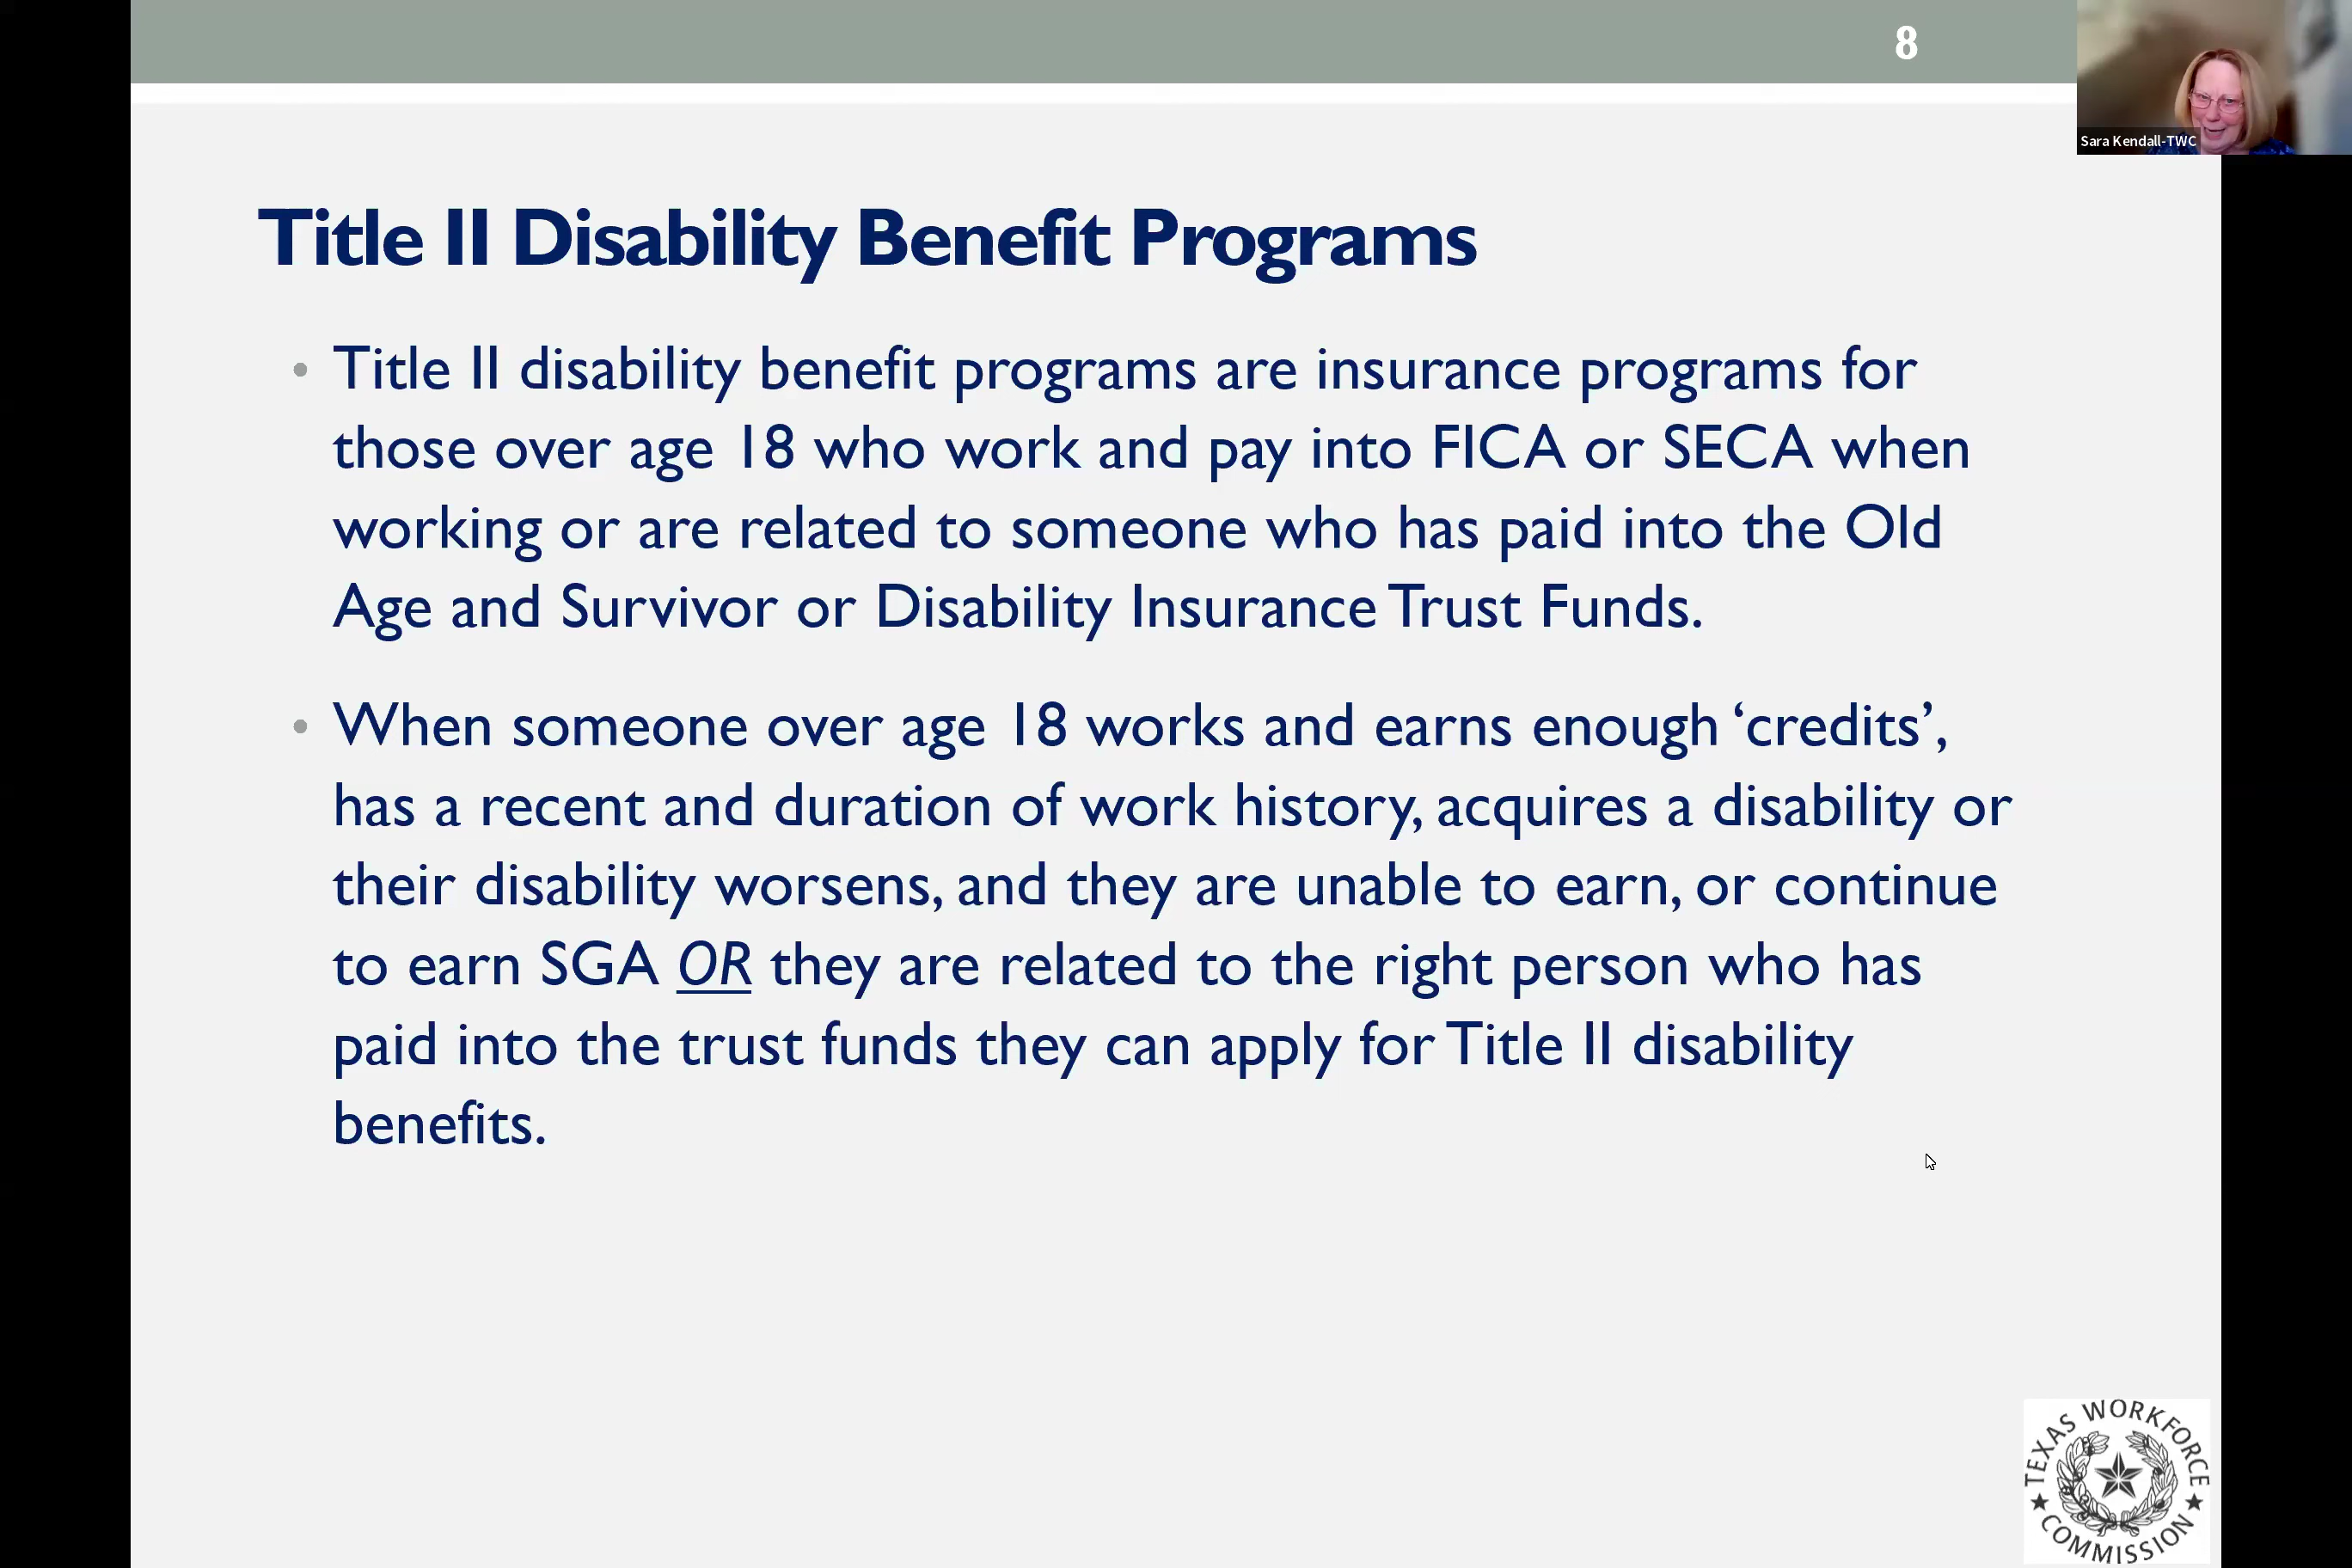 8
Sara Kendall-TWC
Title II Disability Benefit Programs
• Title II disability benefit programs are insurance programs for
those over age 18 who work and pay into FICA or SECA when
working or are related to someone who has paid into the Old
Age and Survivor or Disability Insurance Trust Funds.
• When someone over age 18 works and earns enough ‘credits’,
has a recent and duration of work history, acquires a disability or
their disability worsens, and they are unable to earn, or continue
to earn SGA OR they are related to the right person who has
paid into the trust funds they can apply for Title II disability
benefits.
TEXAS WORKFORCE
COMMISSION